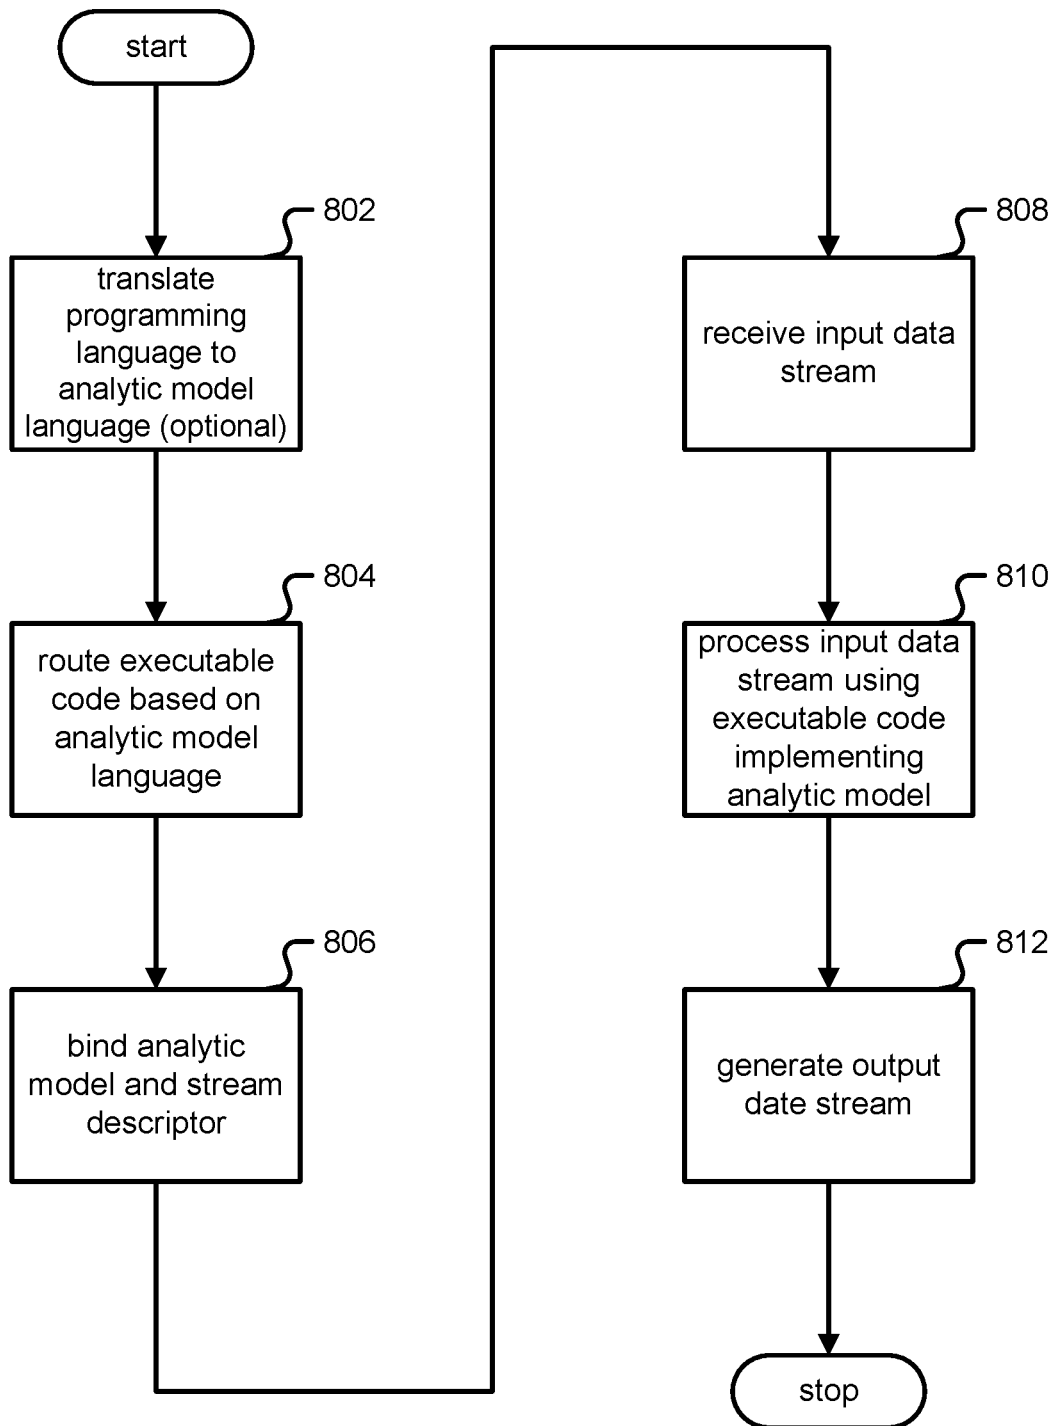 start
802
translate
programming
language to
analytic model
language (optional)
804
route executable
code based on
analytic model
language
806
bind analytic
model and stream
descriptor
808
receive input data
stream
810
process input data
stream using
executable code
implementing
analytic model
812
generate output
date stream
stop